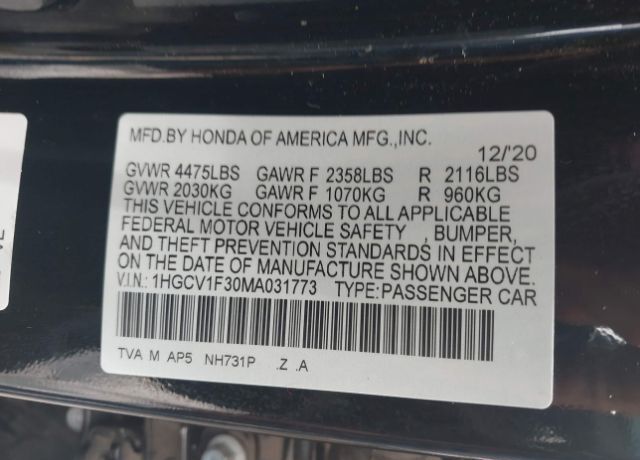 MFD.BY HONDA OF AMERICA MFG.,INC.
12/'20
GVWR 4475LBS GAWR F 2358LBS R 2116LBS
GVWR 2030KG GAWR F 1070KG R 960KG
THIS VEHICLE CONFORMS TO ALL APPLICABLE
FEDERAL MOTOR VEHICLE SAFETY , BUMPER,
AND THEFT PREVENTION STANDARDS IN EFFECT
ON THE DATE OF MANUFACTURE SHOWN ABOVE.
V.I.N.: 1HGCV1F30MA031773 TYPE:PASSENGER CAR
TVA M AP5 NH731P .Z .A